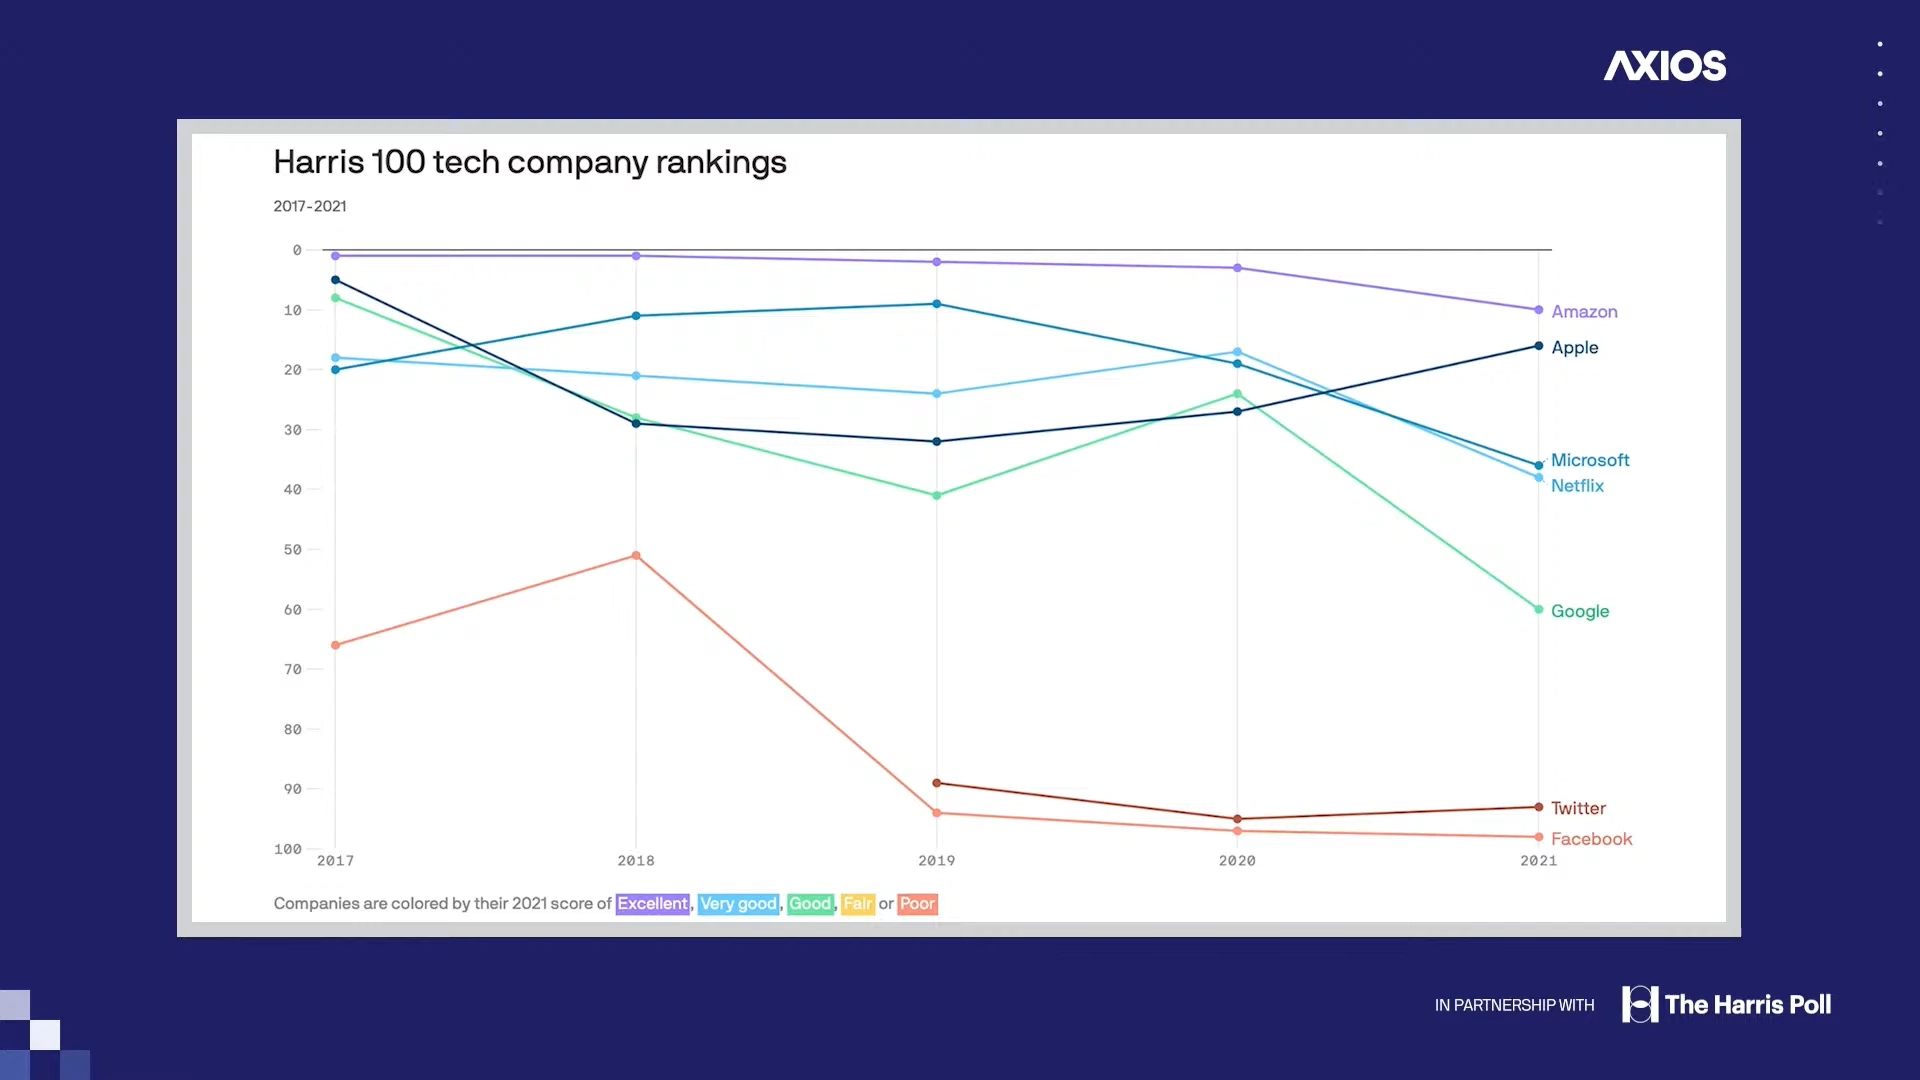 AXIOS
Harris 100 tech company rankings
2017-2021
0
10
20
30
40
50
60
70
80
90
100
Amazon
Apple
Microsoft
Netflix
Google
Twitter
Facebook
2017 2018 2019 2020 2021
Companies are colored by their 2021 score of Excellent, Very good, Good, Fair or Poor
IN PARTNERSHIP WITH The Harris Poll